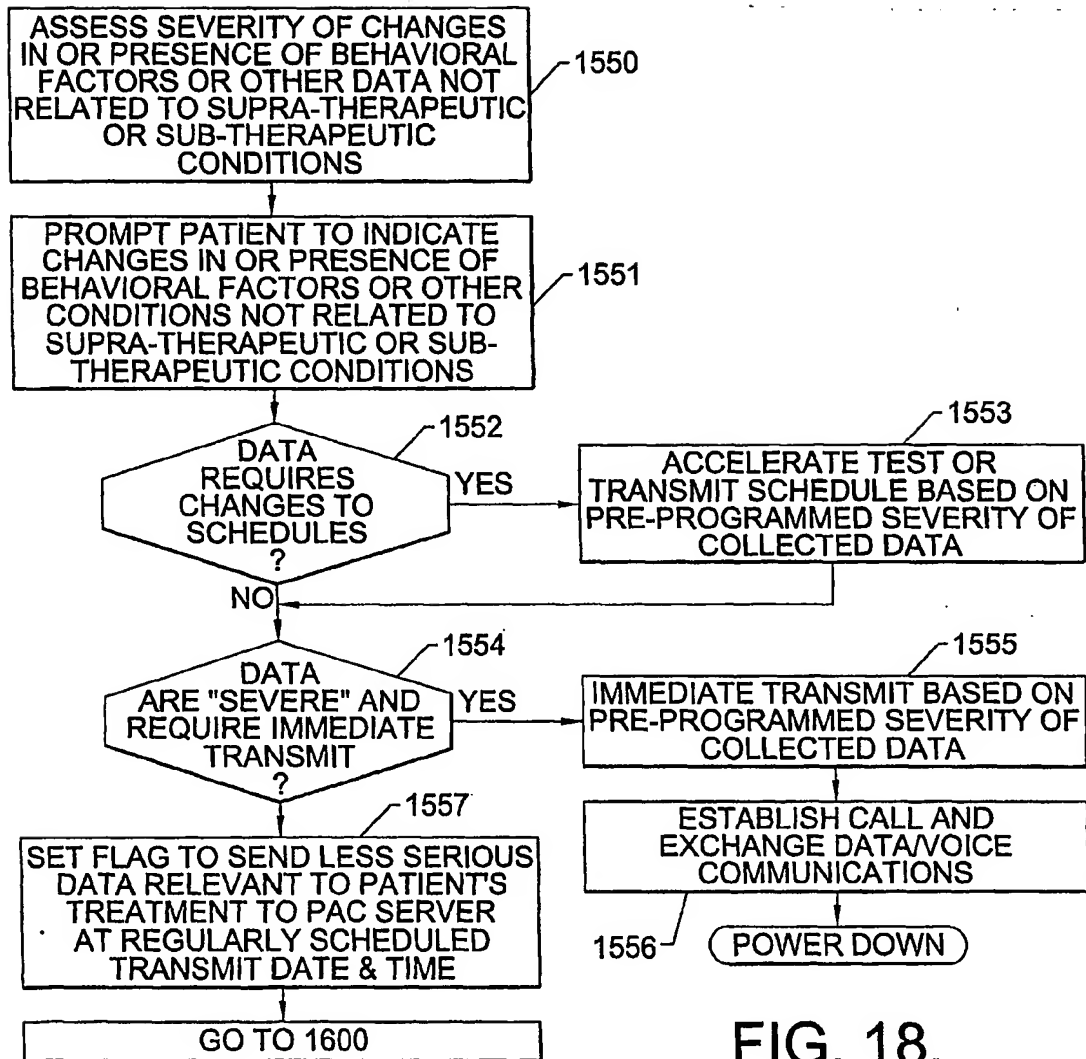 ASSESS SEVERITY OF CHANGES
IN OR PRESENCE OF BEHAVIORAL
FACTORS OR OTHER DATA NOT
RELATED TO SUPRA-THERAPEUTIC
OR SUB-THERAPEUTIC
CONDITIONS
1550
PROMPT PATIENT TO INDICATE
CHANGES IN OR PRESENCE OF
BEHAVIORAL FACTORS OR OTHER
CONDITIONS NOT RELATED TO
SUPRA-THERAPEUTIC OR SUB-
THERAPEUTIC CONDITIONS
1551
DATA
REQUIRES
CHANGES TO
SCHEDULES
?
1552
YES
1553
ACCELERATE TEST OR
TRANSMIT SCHEDULE BASED ON
PRE-PROGRAMMED SEVERITY OF
COLLECTED DATA
NO
DATA
ARE "SEVERE" AND
REQUIRE IMMEDIATE
TRANSMIT
?
1554
YES
1555
IMMEDIATE TRANSMIT BASED ON
PRE-PROGRAMMED SEVERITY OF
COLLECTED DATA
ESTABLISH CALL AND
EXCHANGE DATA/VOICE
COMMUNICATIONS
1556
POWER DOWN
1557
SET FLAG TO SEND LESS SERIOUS
DATA RELEVANT TO PATIENT'S
TREATMENT TO PAC SERVER
AT REGULARLY SCHEDULED
TRANSMIT DATE & TIME
GO TO 1600
FIG. 18